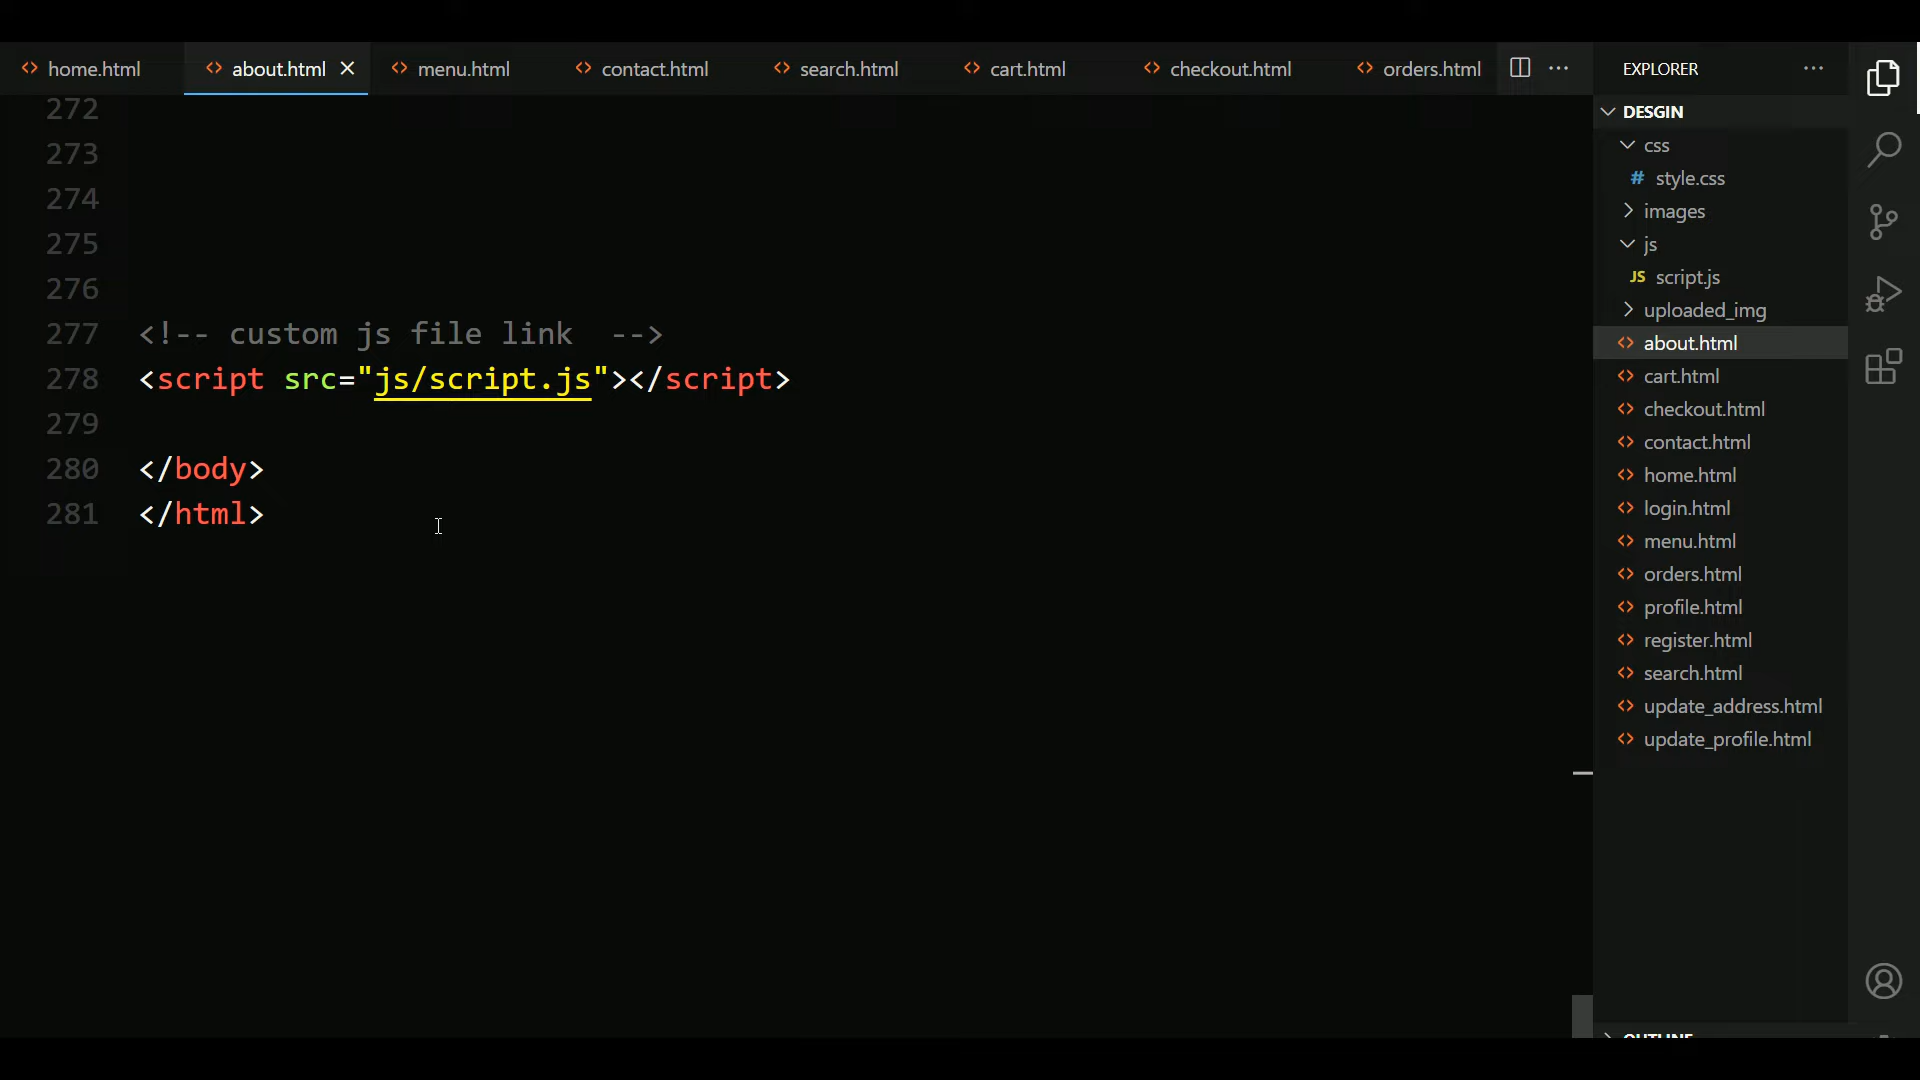 home.html about.html menu.html contact.html search.html cart.html checkout.html orders.html
272
273
274
275
276
277 <!-- custom js file link  -->
278 <script src="js/script.js"></script>
279
280 </body>
281 </html>
EXPLORER
DESGIN
css
# style.css
images
js
JS script.js
uploaded_img
about.html
cart.html
checkout.html
contact.html
home.html
login.html
menu.html
orders.html
profile.html
register.html
search.html
update_address.html
update_profile.html
OUTLINE